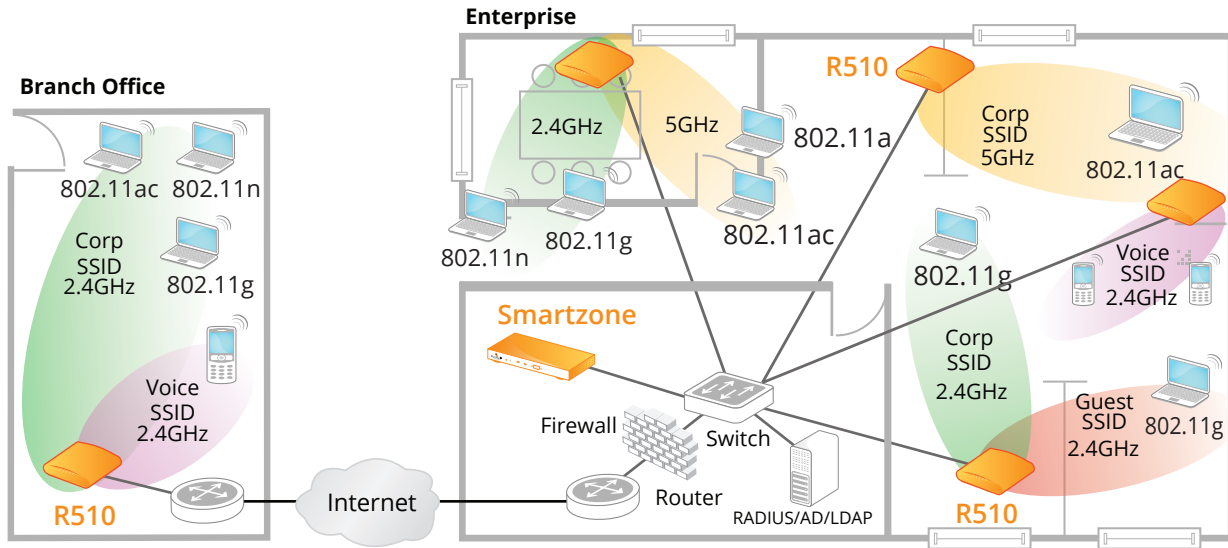 Enterprise
Branch Office
802.11ac
802.11n
Corp
SSID
2.4GHz
802.11g
Voice
SSID
2.4GHz
R510
Internet
2.4GHz
5GHz
802.11a
802.11n
802.11g
802.11ac
R510
Corp
SSID
5GHz
802.11ac
802.11g
Voice
SSID
2.4GHz
Smartzone
Firewall
Switch
Router
RADIUS/AD/LDAP
Corp
SSID
2.4GHz
Guest
SSID
2.4GHz
802.11g
R510